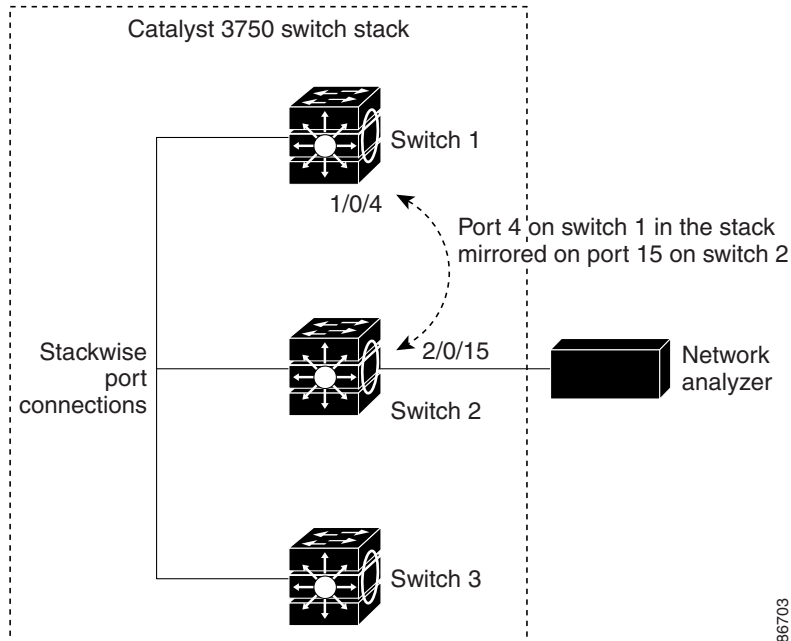 Catalyst 3750 switch stack
Switch 1
1/0/4
Port 4 on switch 1 in the stack
mirrored on port 15 on switch 2
Stackwise
port
connections
2/0/15
Switch 2
Network
analyzer
Switch 3
86703